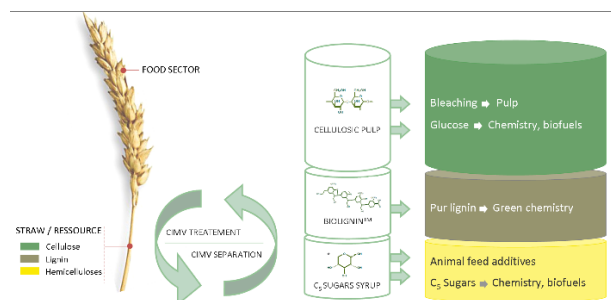 FOOD SECTOR
STRAW / RESSOURCE
Cellulose
Lignin
Hemicelluloses
CIMV TREATEMENT
CIMV SEPARATION
CELLULOSIC PULP
BIOLIGNIN™
C5 SUGARS SYRUP
Bleaching Pulp
Glucose Chemistry, biofuels
Pur lignin Green chemistry
Animal feed additives
C5 Sugars Chemistry, biofuels